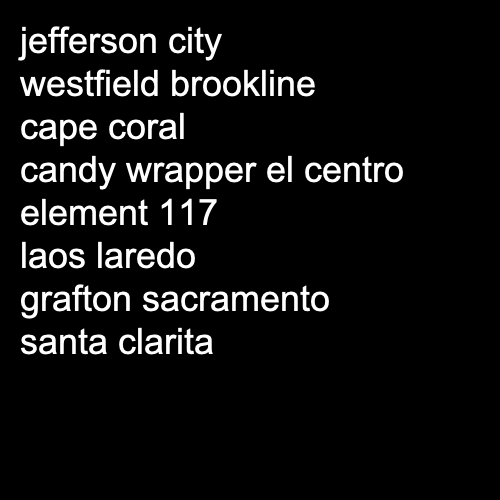 jefferson city
westfield brookline
cape coral
candy wrapper el centro
element 117
laos laredo
grafton sacramento
santa clarita